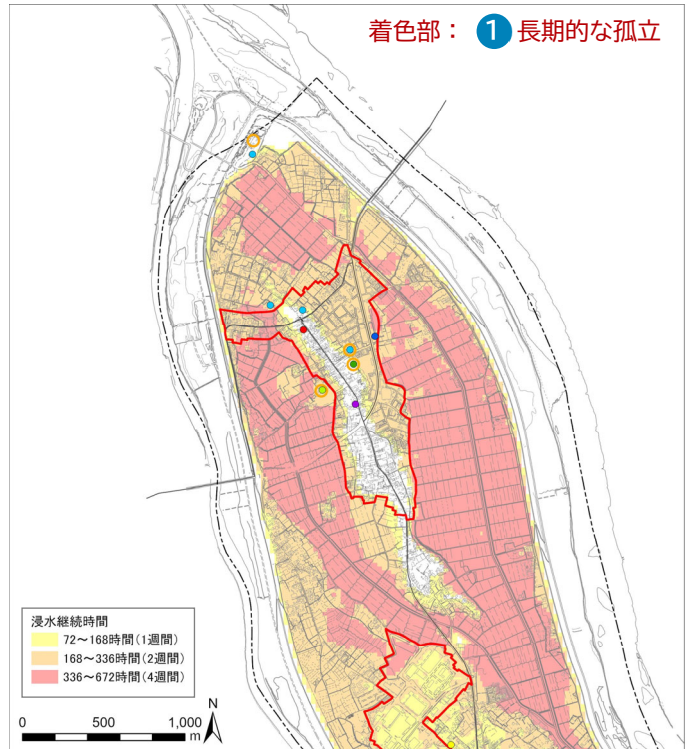 着色部： 1 長期的な孤立
浸水継続時間
72～168時間（1週間）
168～336時間（2週間）
336～672時間（4週間）
N
0 500 1,000
m